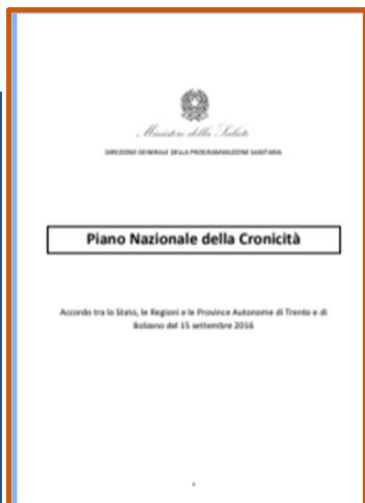 Ministero della Salute
DIREZIONE GENERALE DELLA PROGRAMMAZIONE SANITARIA
Piano Nazionale della Cronicità
Accordo tra lo Stato, le Regioni e le Province Autonome di Trento e di
Bolzano del 15 settembre 2016